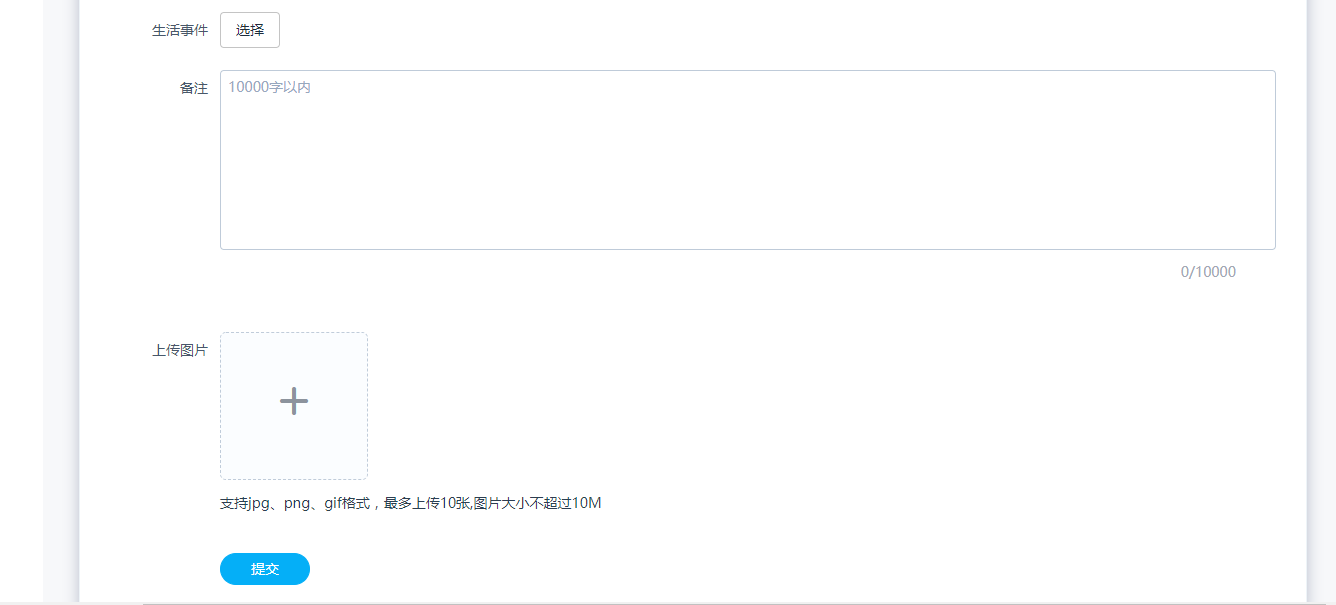 生活事件 选择
备注 10000字以内
0/10000
上传图片
支持jpg、png、gif格式，最多上传10张,图片大小不超过10M
提交